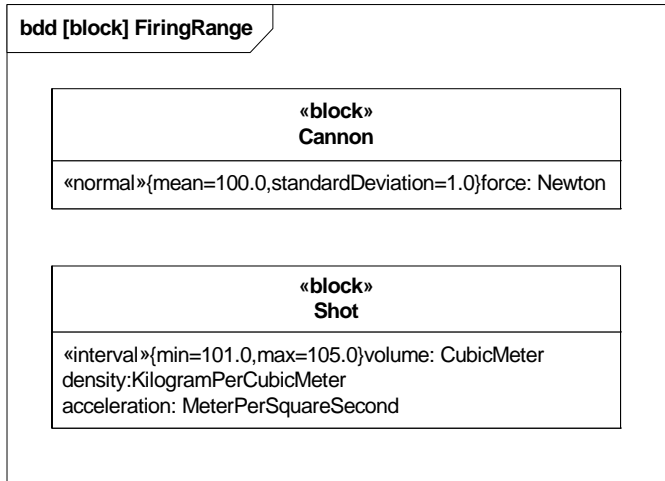 bdd [block] FiringRange
«block»
Cannon
«normal»{mean=100.0,standardDeviation=1.0}force: Newton
«block»
Shot
«interval»{min=101.0,max=105.0}volume: CubicMeter
density:KilogramPerCubicMeter
acceleration: MeterPerSquareSecond